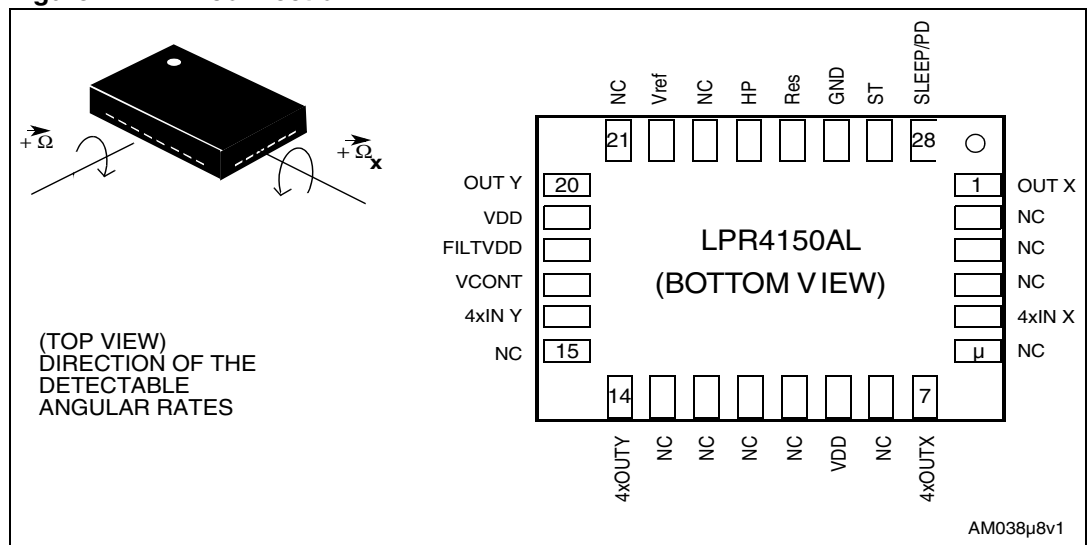 NC
Vref
NC
HP
Res
GND
ST
SLEEP/PD
21
28
+ Ω
+ Ω x
OUT Y
20
1
OUT X
VDD
NC
FILTVDD
NC
LPR4150AL
(BOTTOM VIEW)
VCONT
NC
4xIN Y
4xIN X
NC
15
µ
NC
(TOP VIEW)
DIRECTION OF THE
DETECTABLE
ANGULAR RATES
14
7
4xOUTY
NC
NC
NC
NC
VDD
NC
4xOUTX
AM038µ8v1